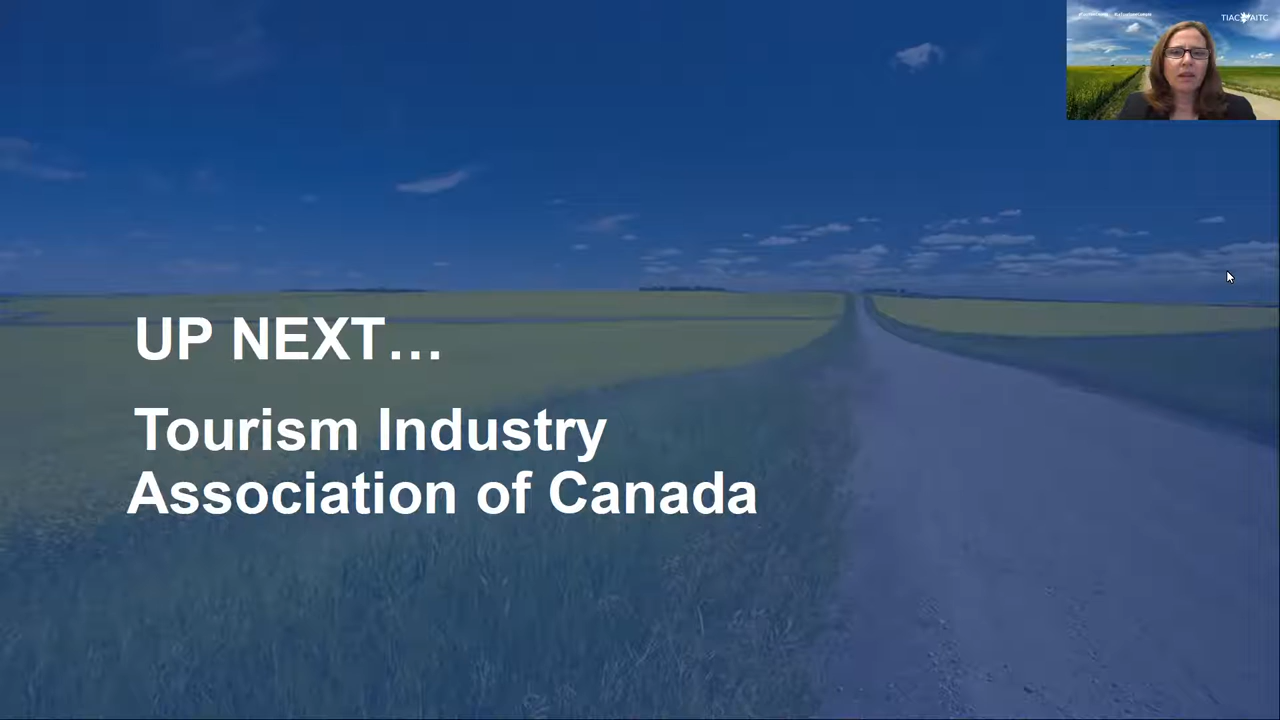 TIAC AITC
UP NEXT...
Tourism Industry
Association of Canada